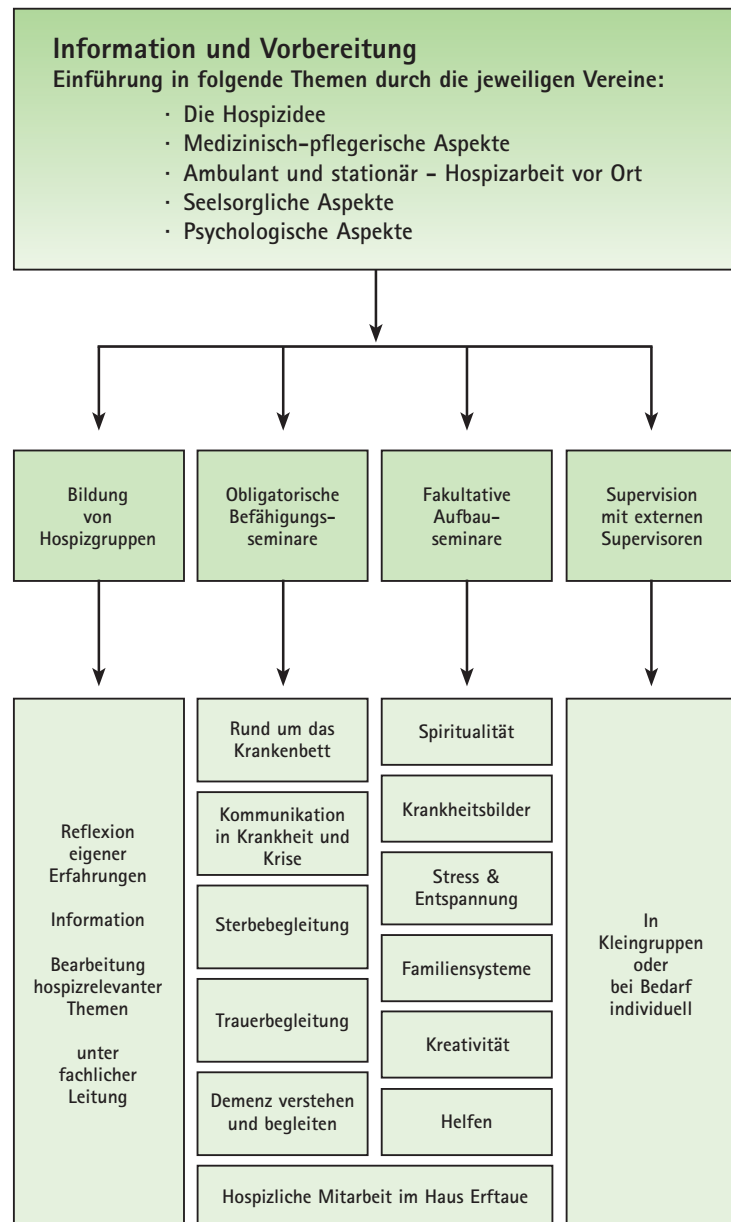 Information und Vorbereitung
Einführung in folgende Themen durch die jeweiligen Vereine:
· Die Hospizidee
· Medizinisch-pflegerische Aspekte
· Ambulant und stationär - Hospizarbeit vor Ort
· Seelsorgliche Aspekte
· Psychologische Aspekte
Bildung
von
Hospizgruppen
Obligatorische
Befähigungs-
seminare
Fakultative
Aufbau-
seminare
Supervision
mit externen
Supervisoren
Reflexion
eigener
Erfahrungen
Information
Bearbeitung
hospizrelevanter
Themen
unter
fachlicher
Leitung
Rund um das
Krankenbett
Kommunikation
in Krankheit und
Krise
Sterbebegleitung
Trauerbegleitung
Demenz verstehen
und begleiten
Spiritualität
Krankheitsbilder
Stress &
Entspannung
Familiensysteme
Kreativität
Helfen
Hospizliche Mitarbeit im Haus Erftaue
In
Kleingruppen
oder
bei Bedarf
individuell